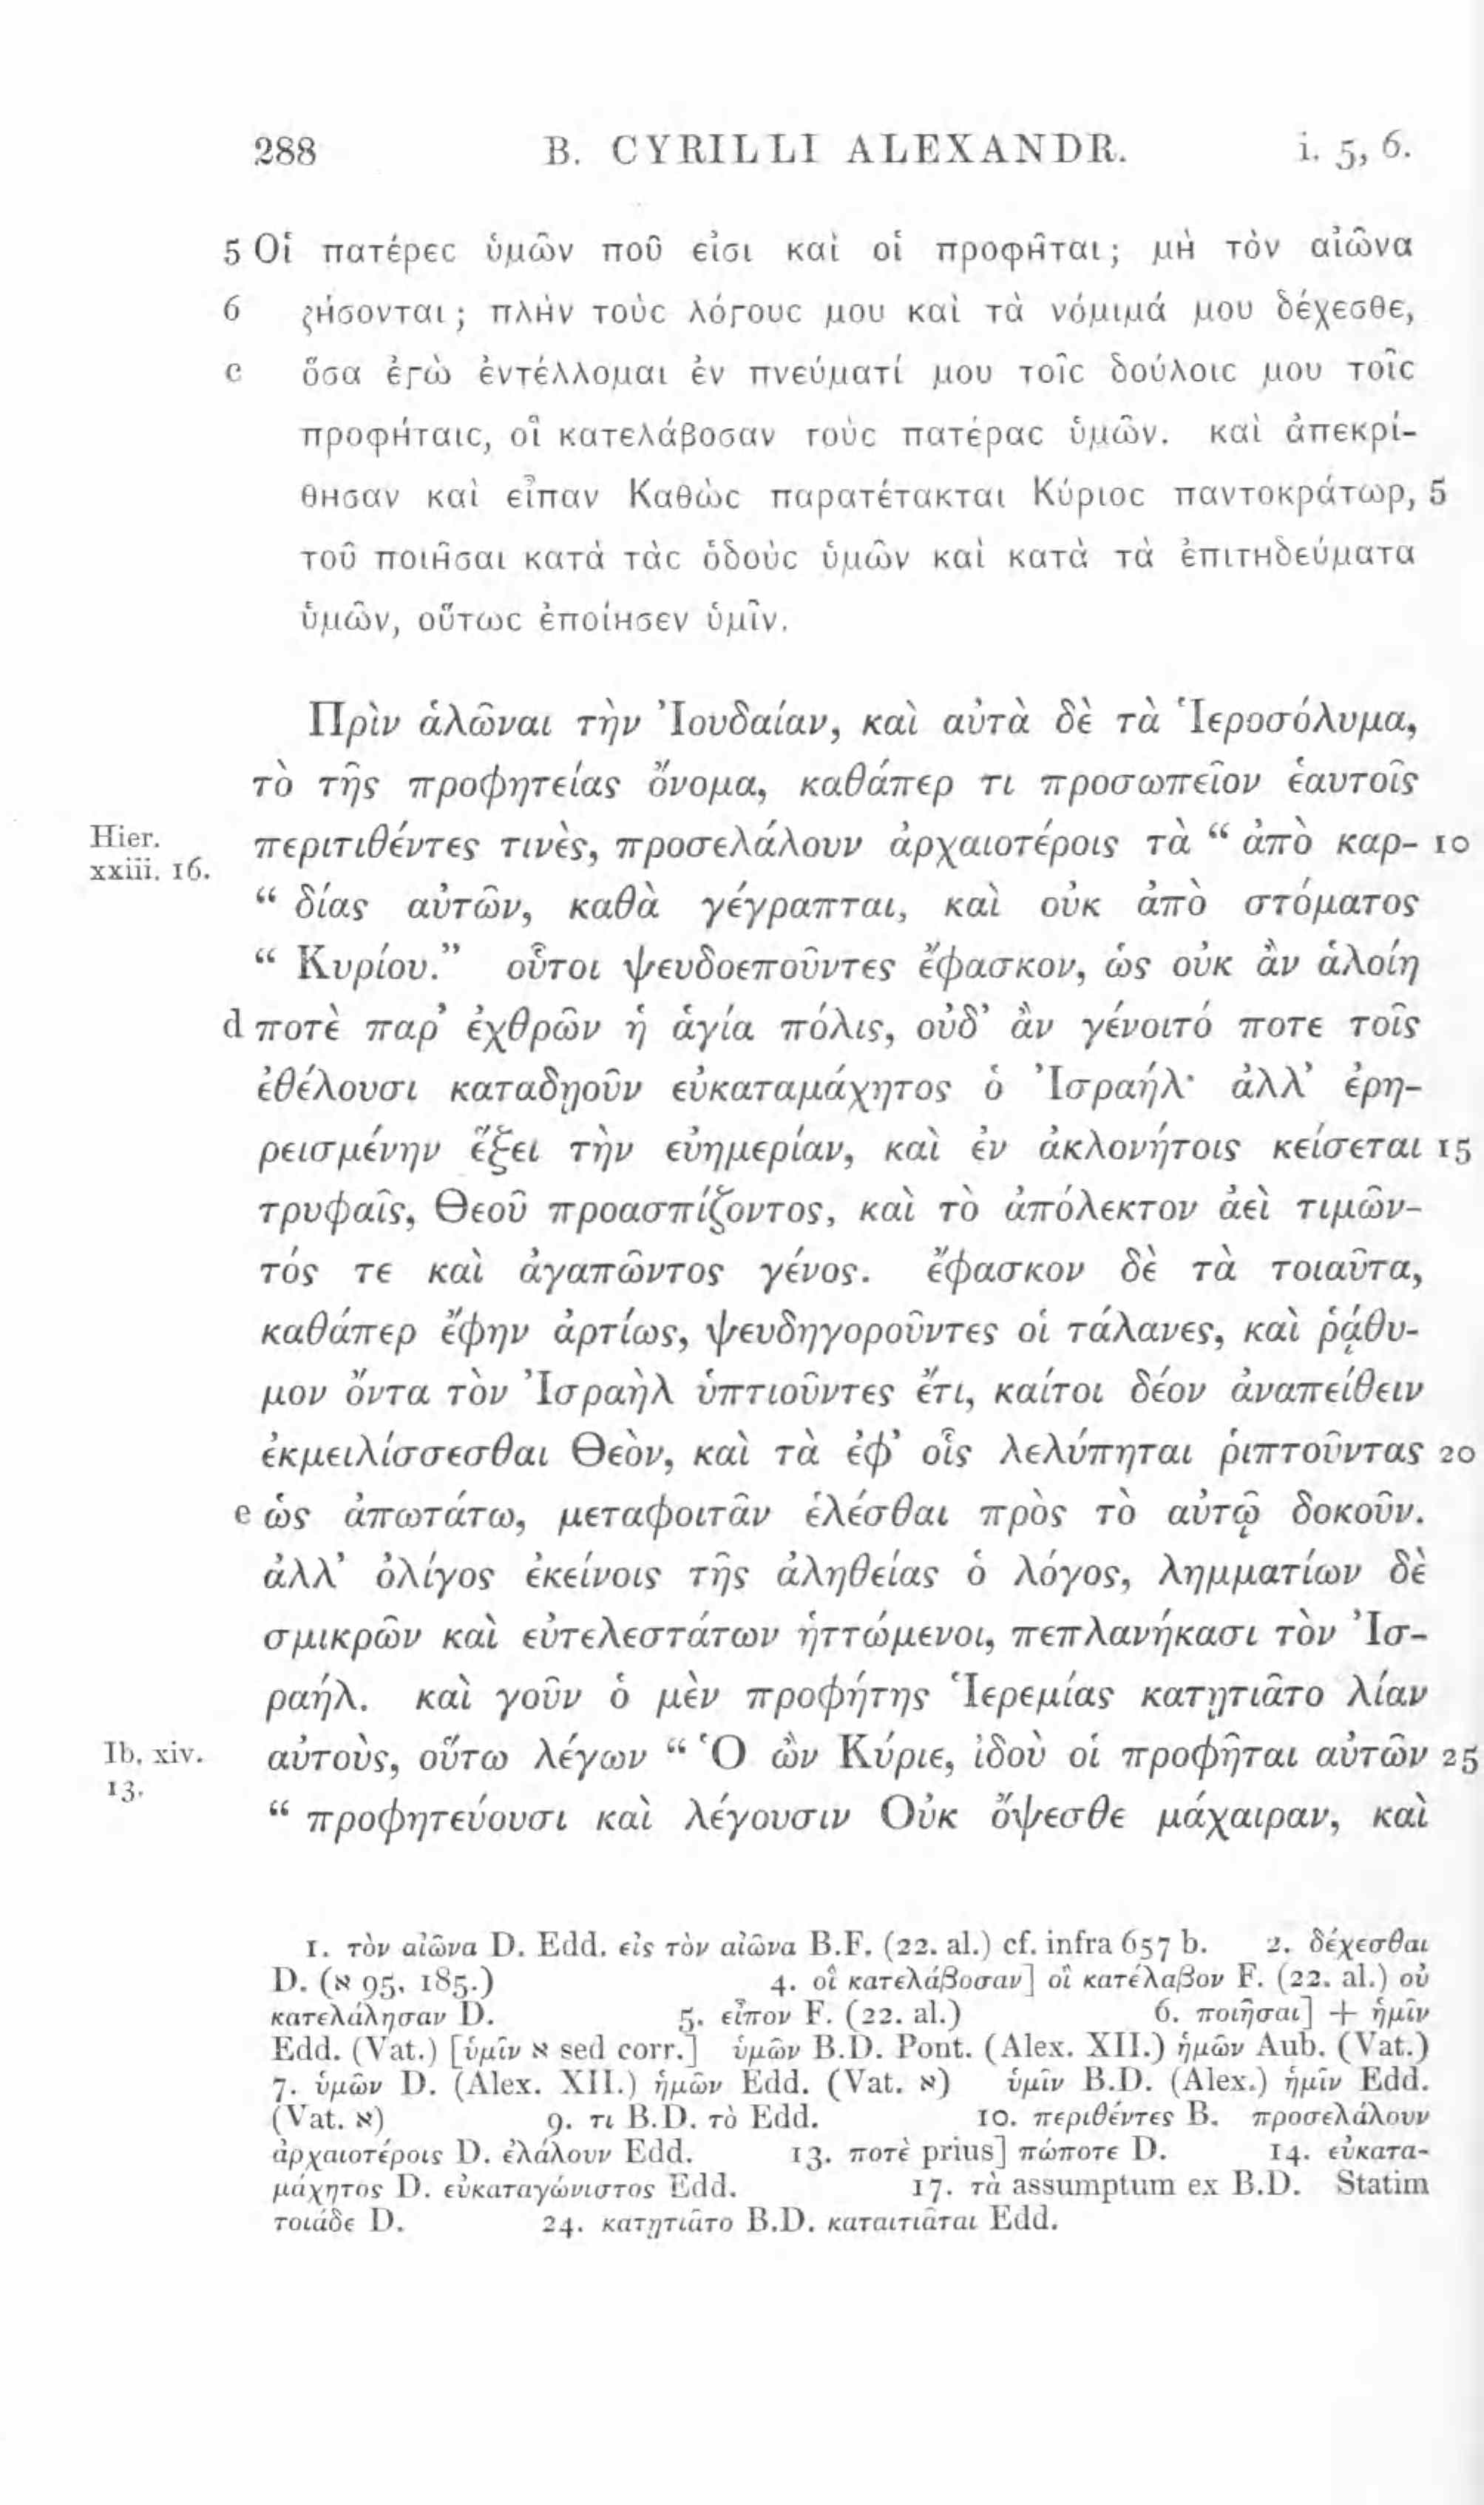 288 B. CYRILLI ALEXANDR. i. 5, 6.
5 Οἱ πατέρες ὑμῶν ποῦ εἰσι καὶ οἱ προφῆται; μὴ τὸν αἰῶνα
6 ζήσονται; πλὴν τοὺς λόγους μου καὶ τὰ νόμιμά μου δέχεσθε,
c ὅσα ἐγὼ ἐντέλλομαι ἐν πνεύματί μου τοῖς δούλοις μου τοῖς
προφήταις, οἳ κατελάβοσαν τοὺς πατέρας ὑμῶν. καὶ ἀπεκρί-
θησαν καὶ εἶπαν Καθὼς παρατέτακται Κύριος παντοκράτωρ, 5
τοῦ ποιῆσαι κατὰ τὰς ὁδοὺς ὑμῶν καὶ κατὰ τὰ ἐπιτηδεύματα
ὑμῶν, οὕτως ἐποίησεν ὑμῖν.
Πρὶν ἁλῶναι τὴν Ἰουδαίαν, καὶ αὐτὰ δὲ τὰ Ἱεροσόλυμα,
τὸ τῆς προφητείας ὄνομα, καθάπερ τι προσωπεῖον ἑαυτοῖς
Hier. xxiii. 16. περιτιθέντες τινὲς, προσελάλουν ἀρχαιοτέροις τὰ “ ἀπὸ καρ- 10
“ δίας αὐτῶν, καθὰ γέγραπται, καὶ οὐκ ἀπὸ στόματος
“ Κυρίου.” οὗτοι ψευδοεποῦντες ἔφασκον, ὡς οὐκ ἂν ἁλοίη
d ποτὲ παρ’ ἐχθρῶν ἡ ἁγία πόλις, οὐδ’ ἂν γένοιτό ποτε τοῖς
ἐθέλουσι καταδῃοῦν εὐκαταμάχητος ὁ Ἰσραήλ· ἀλλ’ ἐρη-
ρεισμένην ἕξει τὴν εὐημερίαν, καὶ ἐν ἀκλονήτοις κείσεται 15
τρυφαῖς, Θεοῦ προασπίζοντος, καὶ τὸ ἀπόλεκτον ἀεὶ τιμῶν-
τός τε καὶ ἀγαπῶντος γένος. ἔφασκον δὲ τὰ τοιαῦτα,
καθάπερ ἔφην ἀρτίως, ψευδηγοροῦντες οἱ τάλανες, καὶ ῥᾴθυ-
μον ὄντα τὸν Ἰσραὴλ ὑπτιοῦντες ἔτι, καίτοι δέον ἀναπείθειν
ἐκμειλίσσεσθαι Θεὸν, καὶ τὰ ἐφ’ οἷς λελύπηται ῥιπτοῦντας 20
e ὡς ἀπωτάτω, μεταφοιτᾶν ἑλέσθαι πρὸς τὸ αὐτῷ δοκοῦν.
ἀλλ’ ὀλίγος ἐκείνοις τῆς ἀληθείας ὁ λόγος, λημματίων δὲ
σμικρῶν καὶ εὐτελεστάτων ἡττώμενοι, πεπλανήκασι τὸν Ἰσ-
ραήλ. καὶ γοῦν ὁ μὲν προφήτης Ἱερεμίας κατῃτιᾶτο λίαν
Ib. xiv. 13. αὐτοὺς, οὕτω λέγων “ Ὁ ὢν Κύριε, ἰδοὺ οἱ προφῆται αὐτῶν 25
“ προφητεύουσι καὶ λέγουσιν Οὐκ ὄψεσθε μάχαιραν, καὶ
1. τὸν αἰῶνα D. Edd. εἰς τὸν αἰῶνα B.F. (22. al.) cf. infra 657 b. 2. δέχεσθαι
D. (א 95, 185.) 4. οἳ κατελάβοσαν] οἳ κατέλαβον F. (22. al.) οὐ
κατελάλησαν D. 5. εἶπον F. (22. al.) 6. ποιῆσαι] + ἡμῖν
Edd. (Vat.) [ὑμῖν א sed corr.] ὑμῶν B.D. Pont. (Alex. XII.) ἡμῶν Aub. (Vat.)
7. ὑμῶν D. (Alex. XII.) ἡμῶν Edd. (Vat. א) ὑμῖν B.D. (Alex.) ἡμῖν Edd.
(Vat. א) 9. τι B.D. τὸ Edd. 10. περιθέντες B. προσελάλουν
ἀρχαιοτέροις D. ἐλάλουν Edd. 13. ποτὲ prius] πώποτε D. 14. εὐκατα-
μάχητος D. εὐκαταγώνιστος Edd. 17. τὰ assumptum ex B.D. Statim
τοιάδε D. 24. κατῃτιᾶτο B.D. καταιτιᾶται Edd.